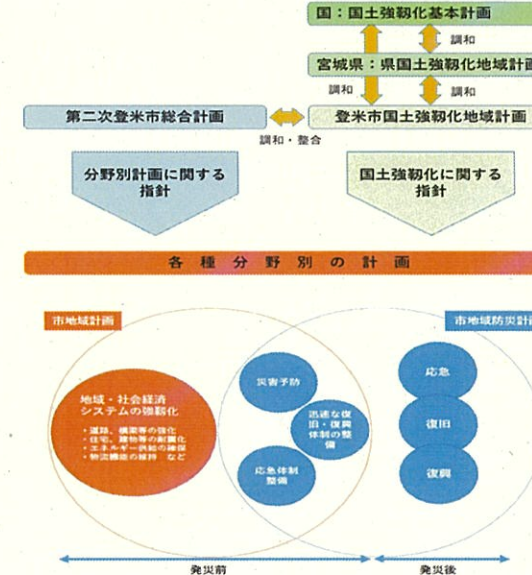 国：国土強靱化基本計画
調和
宮城県：県国土強靱化地域計画
調和
調和
第二次登米市総合計画
登米市国土強靱化地域計画
調和・整合
分野別計画に関する
指針
国土強靱化に関する
指針
各種分野別の計画
市地域計画
市地域防災計
地域・社会経済
システムの強靱化
・道路、橋梁等の強化
・住宅、建物等の耐震化
・エネルギー供給の確保
・物流機能の維持 など
災害予防
迅速な復
旧・復興
体制の整
備
応急体制
整備
応急
復旧
復興
発災前
発災後